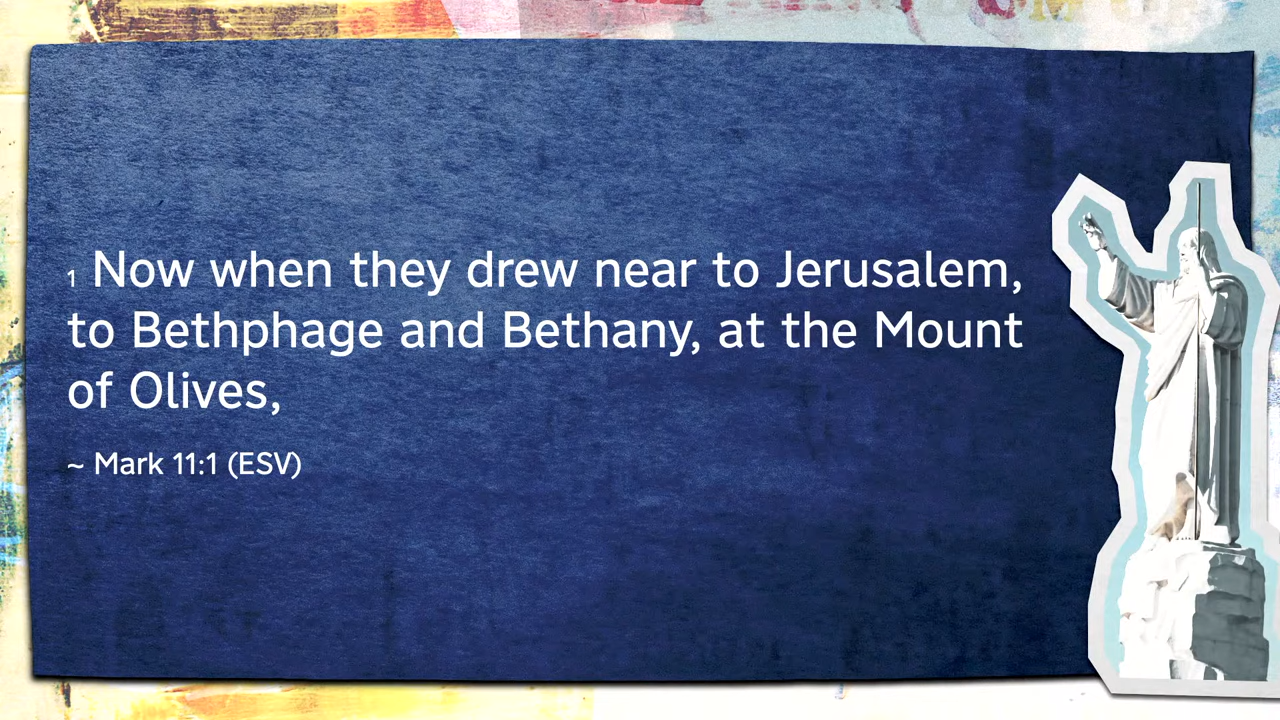 1 Now when they drew near to Jerusalem,
to Bethphage and Bethany, at the Mount
of Olives,
~ Mark 11:1 (ESV)